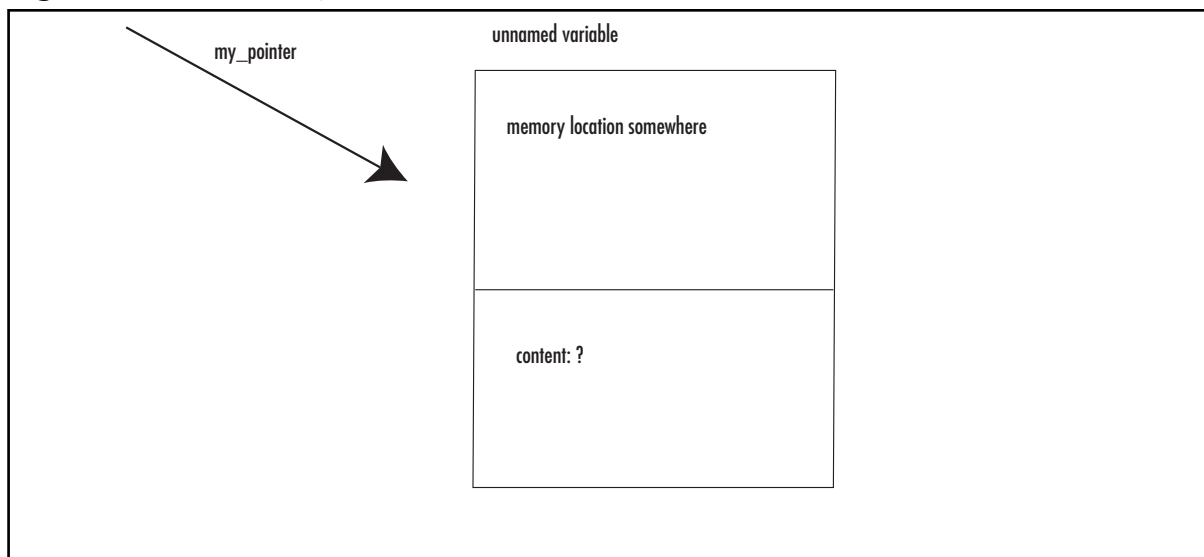 unnamed variable
my_pointer
memory location somewhere
content: ?